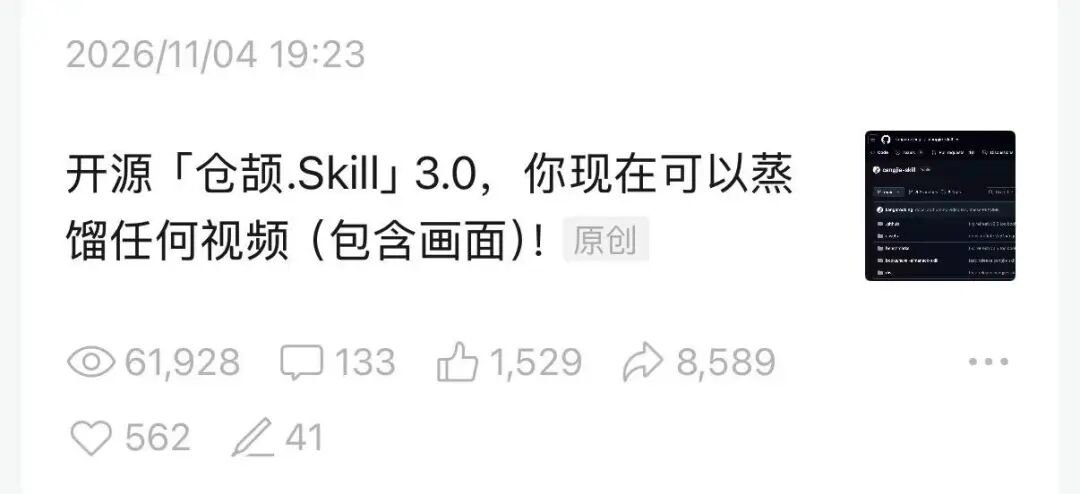 2026/11/04 19:23
开源「仓颉.Skill」3.0，你现在可以蒸
馏任何视频（包含画面）！ 原创
61,928 133 1,529 8,589
562 41
cangjie-skill